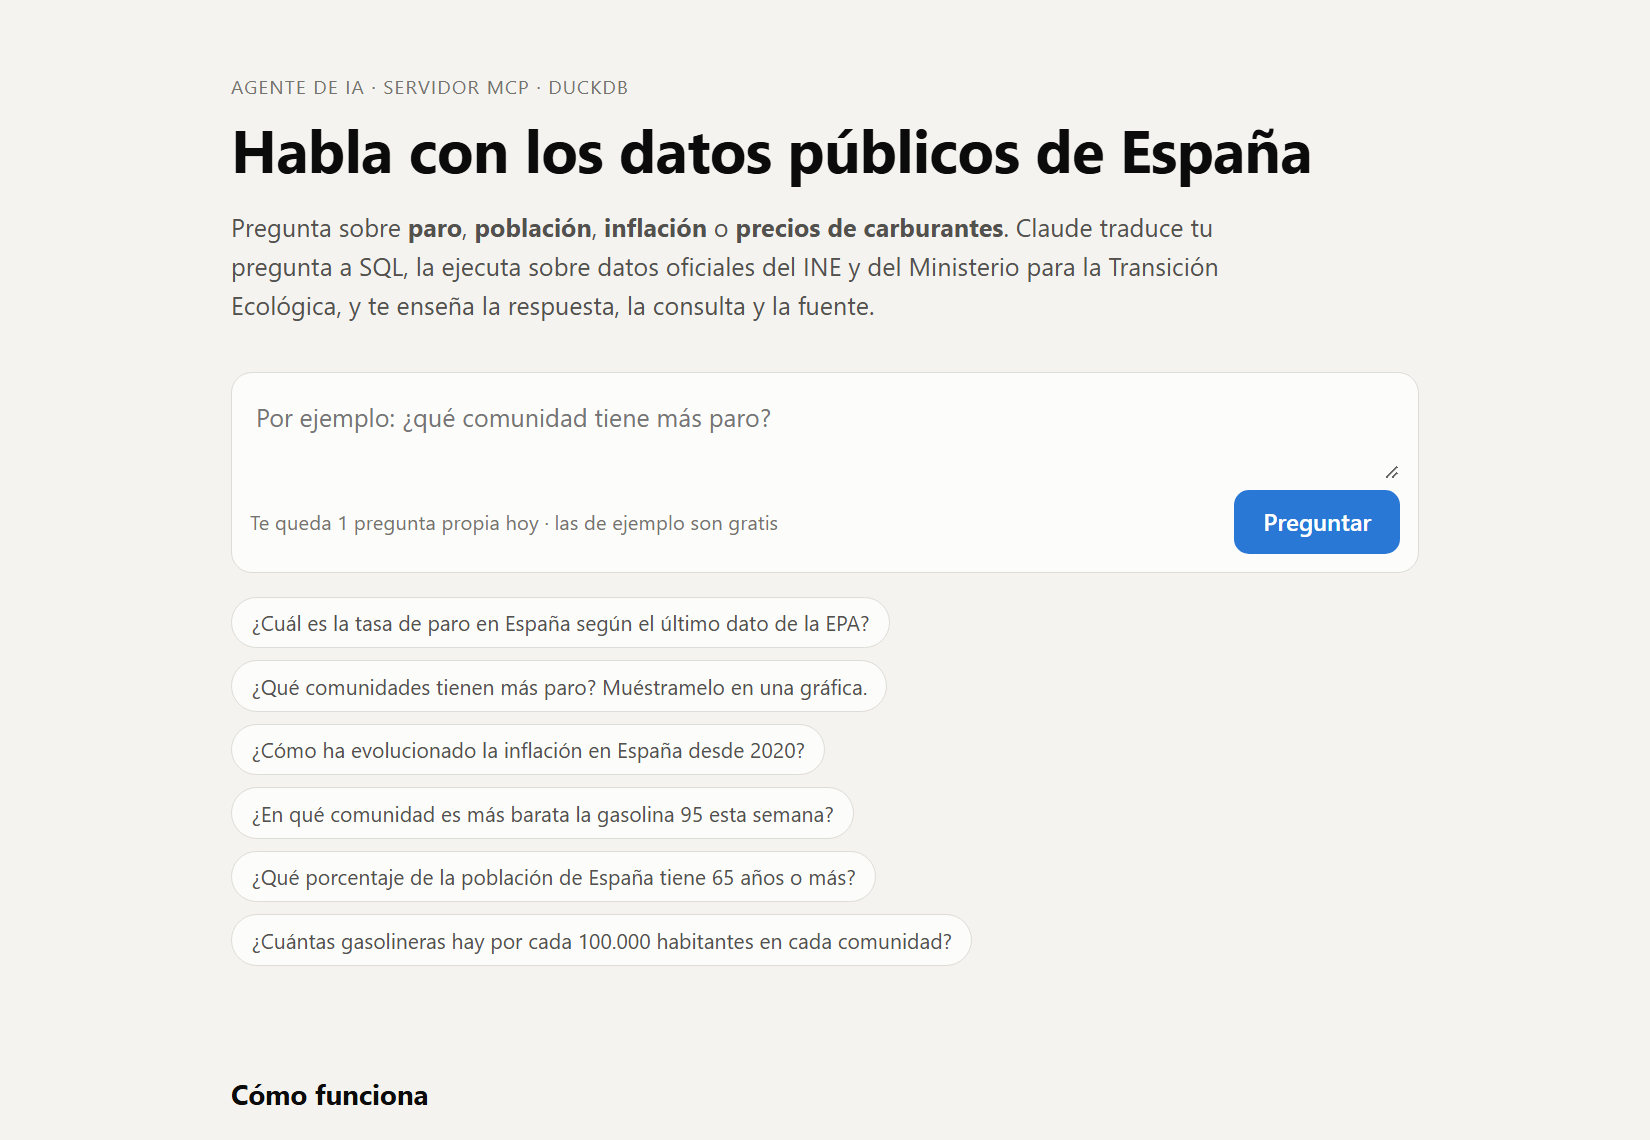 AGENTE DE IA · SERVIDOR MCP · DUCKDB
Habla con los datos públicos de España
Pregunta sobre paro, población, inflación o precios de carburantes. Claude traduce tu
pregunta a SQL, la ejecuta sobre datos oficiales del INE y del Ministerio para la Transición
Ecológica, y te enseña la respuesta, la consulta y la fuente.
Por ejemplo: ¿qué comunidad tiene más paro?
Te queda 1 pregunta propia hoy · las de ejemplo son gratis
Preguntar
¿Cuál es la tasa de paro en España según el último dato de la EPA?
¿Qué comunidades tienen más paro? Muéstramelo en una gráfica.
¿Cómo ha evolucionado la inflación en España desde 2020?
¿En qué comunidad es más barata la gasolina 95 esta semana?
¿Qué porcentaje de la población de España tiene 65 años o más?
¿Cuántas gasolineras hay por cada 100.000 habitantes en cada comunidad?
Cómo funciona